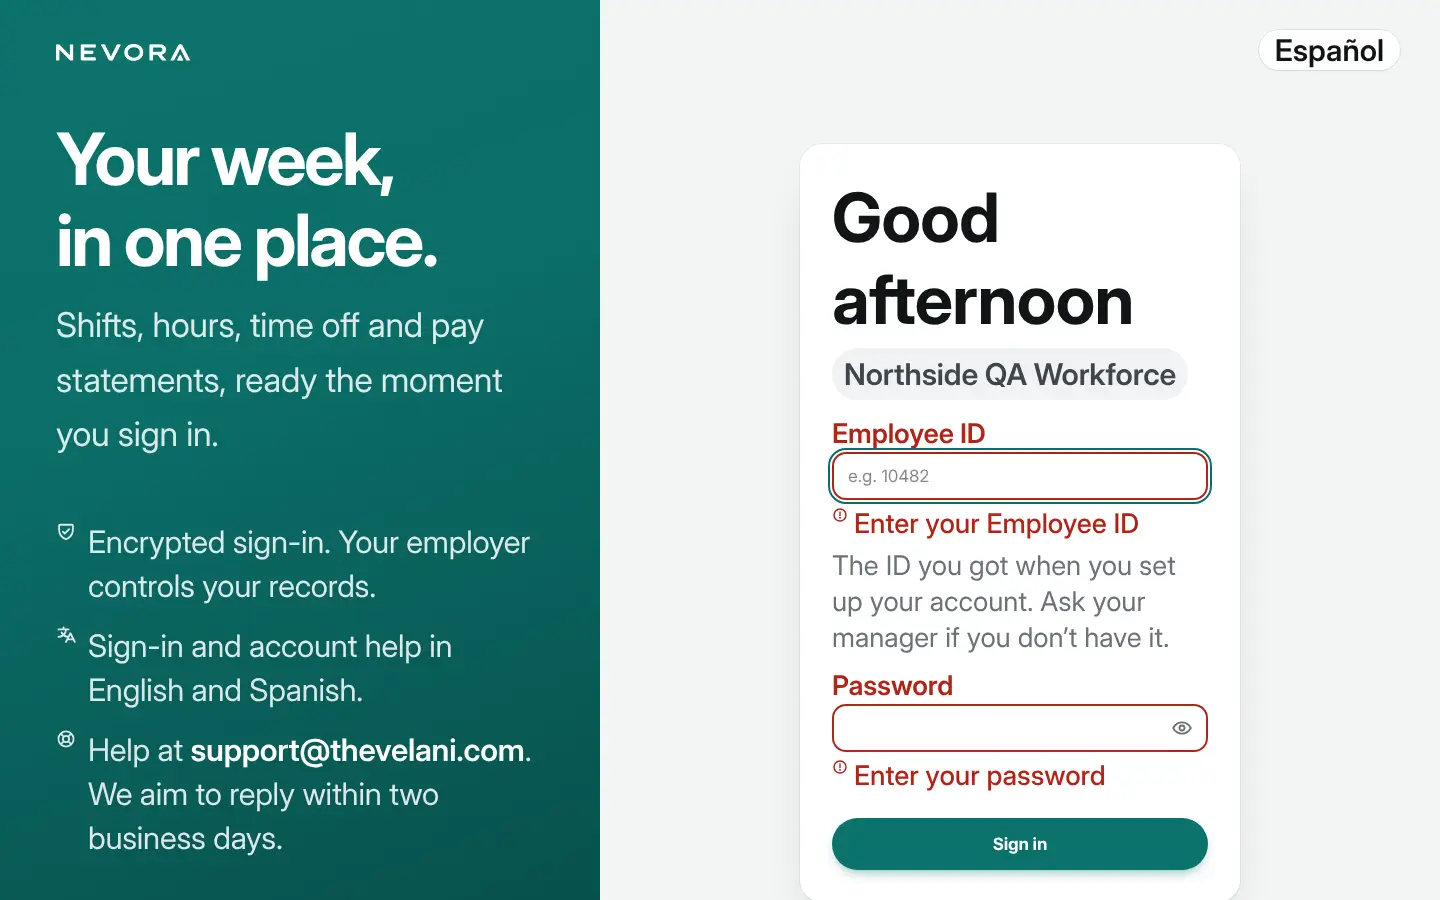 NEVORA
Your week,
in one place.
Shifts, hours, time off and pay
statements, ready the moment
you sign in.
Encrypted sign-in. Your employer
controls your records.
Sign-in and account help in
English and Spanish.
Help at support@thevelani.com.
We aim to reply within two
business days.
Español
Good
afternoon
Northside QA Workforce
Employee ID
e.g. 10482
Enter your Employee ID
The ID you got when you set
up your account. Ask your
manager if you don’t have it.
Password
Enter your password
Sign in